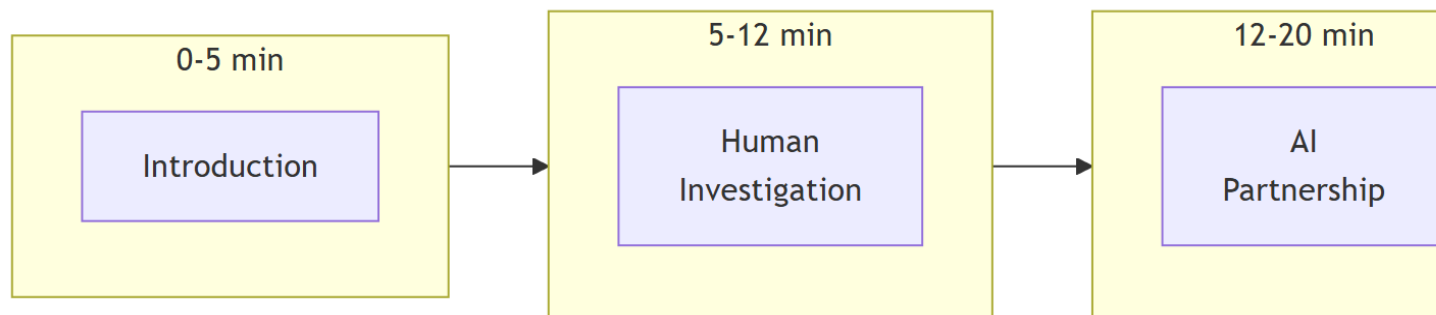 0-5 min
Introduction
5-12 min
Human
Investigation
12-20 min
AI
Partnership